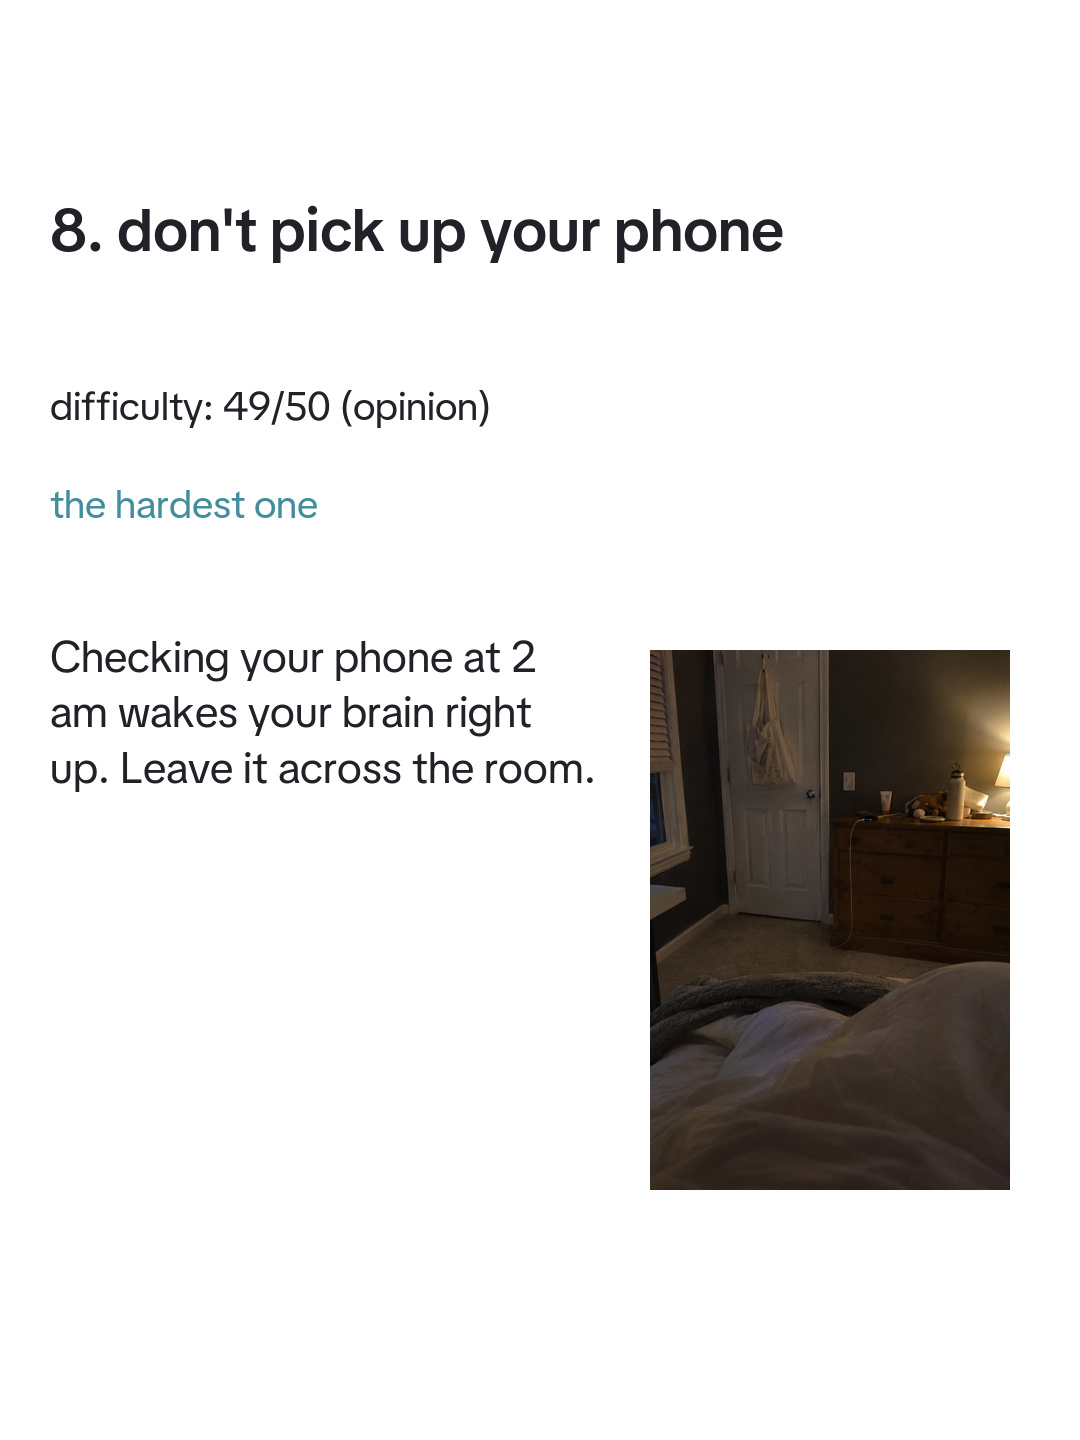 8. don't pick up your phone
difficulty: 49/50 (opinion)
the hardest one
Checking your phone at 2
am wakes your brain right
up. Leave it across the room.